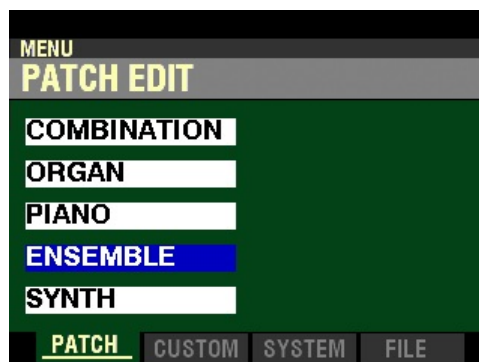 MENU
PATCH EDIT
COMBINATION
ORGAN
PIANO
ENSEMBLE
SYNTH
PATCH CUSTOM SYSTEM FILE